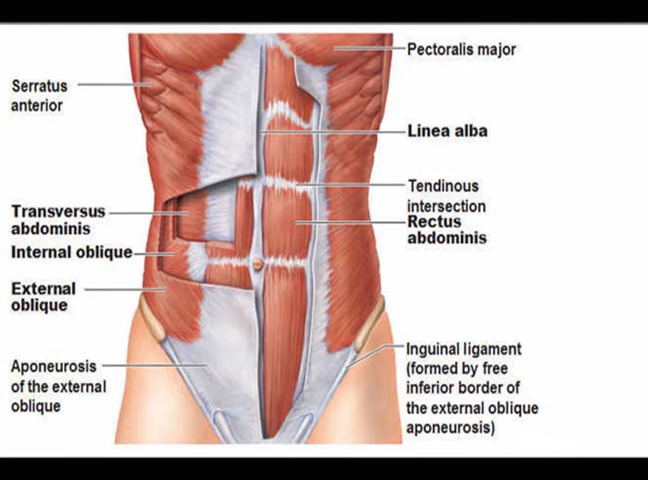 Pectoralis major
Serratus
anterior
Linea alba
Tendinous
intersection
Transversus
abdominis
Rectus
abdominis
Internal oblique
External
oblique
Inguinal ligament
(formed by free
inferior border of
the external oblique
aponeurosis)
Aponeurosis
of the external
oblique